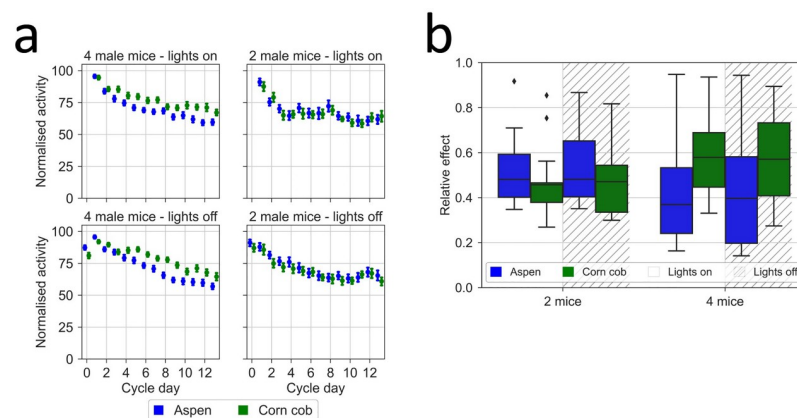 a
4 male mice - lights on
2 male mice - lights on
100
75
50
25
0
Normalised activity
4 male mice - lights off
2 male mice - lights off
100
75
50
25
0
Normalised activity
0 2 4 6 8 10 12
0 2 4 6 8 10 12
Cycle day
Cycle day
Aspen
Corn cob
b
1.0
0.8
0.6
0.4
0.2
0.0
Relative effect
Aspen
Corn cob
Lights on
Lights off
2 mice
4 mice